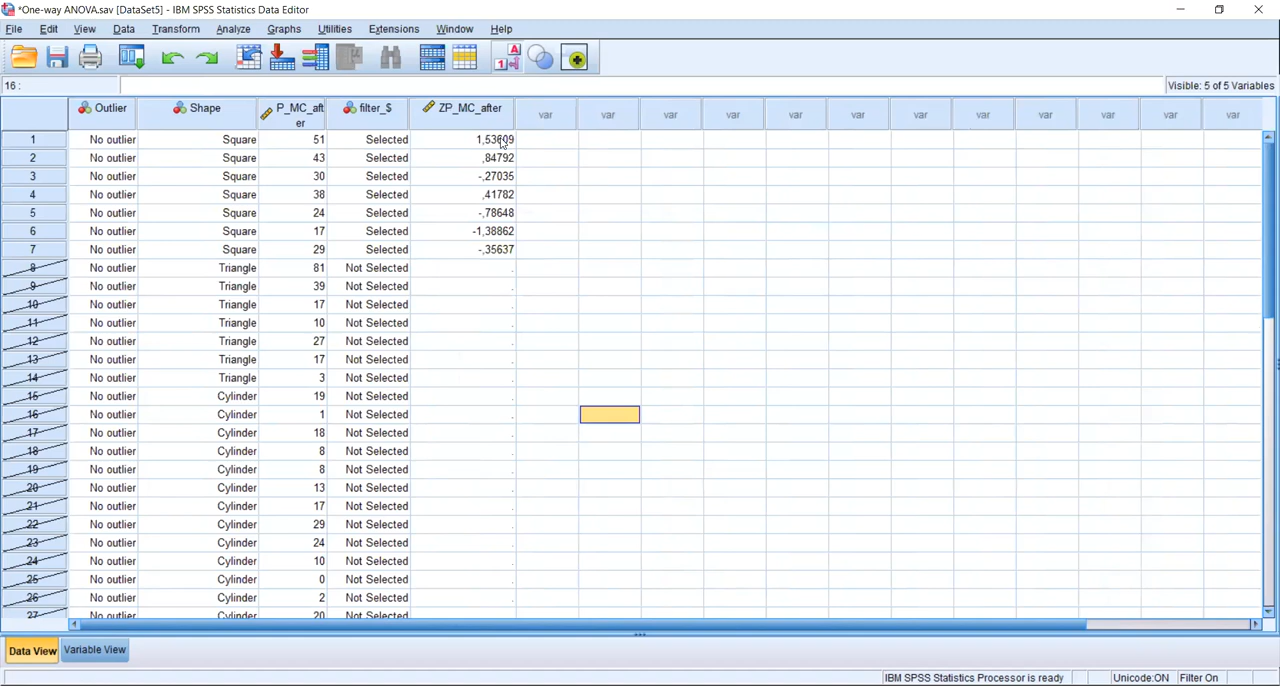 *One-way ANOVA.sav [DataSet5] - IBM SPSS Statistics Data Editor
File Edit View Data Transform Analyze Graphs Utilities Extensions Window Help
16 : Visible: 5 of 5 Variables
Outlier Shape P_MC_aft er filter_$ ZP_MC_after var var var var var var var var var var var var
1 No outlier Square 51 Selected 1,53609
2 No outlier Square 43 Selected ,84792
3 No outlier Square 30 Selected -,27035
4 No outlier Square 38 Selected ,41782
5 No outlier Square 24 Selected -,78648
6 No outlier Square 17 Selected -1,38862
7 No outlier Square 29 Selected -,35637
8 No outlier Triangle 81 Not Selected .
9 No outlier Triangle 39 Not Selected .
10 No outlier Triangle 17 Not Selected .
11 No outlier Triangle 10 Not Selected .
12 No outlier Triangle 27 Not Selected .
13 No outlier Triangle 17 Not Selected .
14 No outlier Triangle 3 Not Selected .
15 No outlier Cylinder 19 Not Selected .
16 No outlier Cylinder 1 Not Selected .
17 No outlier Cylinder 18 Not Selected .
18 No outlier Cylinder 8 Not Selected .
19 No outlier Cylinder 8 Not Selected .
20 No outlier Cylinder 13 Not Selected .
21 No outlier Cylinder 17 Not Selected .
22 No outlier Cylinder 29 Not Selected .
23 No outlier Cylinder 24 Not Selected .
24 No outlier Cylinder 10 Not Selected .
25 No outlier Cylinder 0 Not Selected .
26 No outlier Cylinder 2 Not Selected .
27 No outlier Cylinder 20 Not Selected
Data View Variable View
IBM SPSS Statistics Processor is ready Unicode:ON Filter On